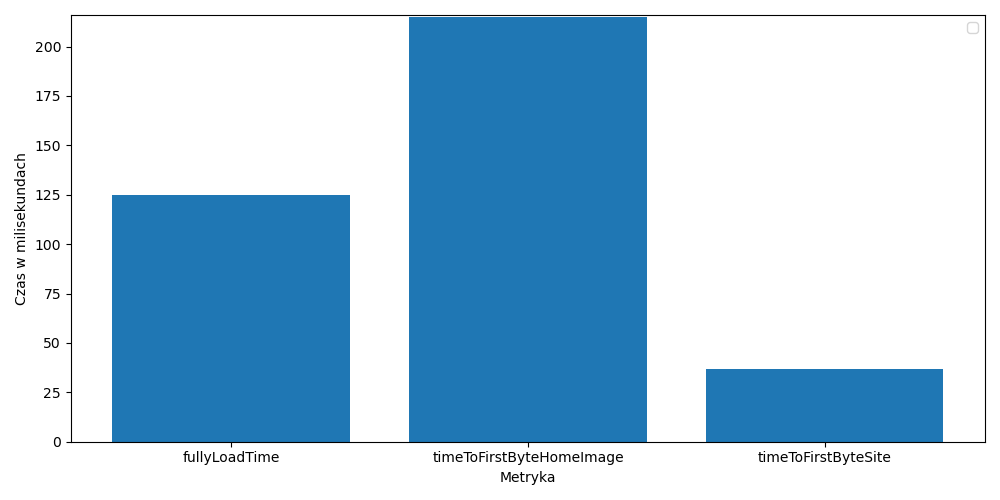 Czas w milisekundach
200
175
150
125
100
75
50
25
0
fullyLoadTime
timeToFirstByteHomeImage
timeToFirstByteSite
Metryka